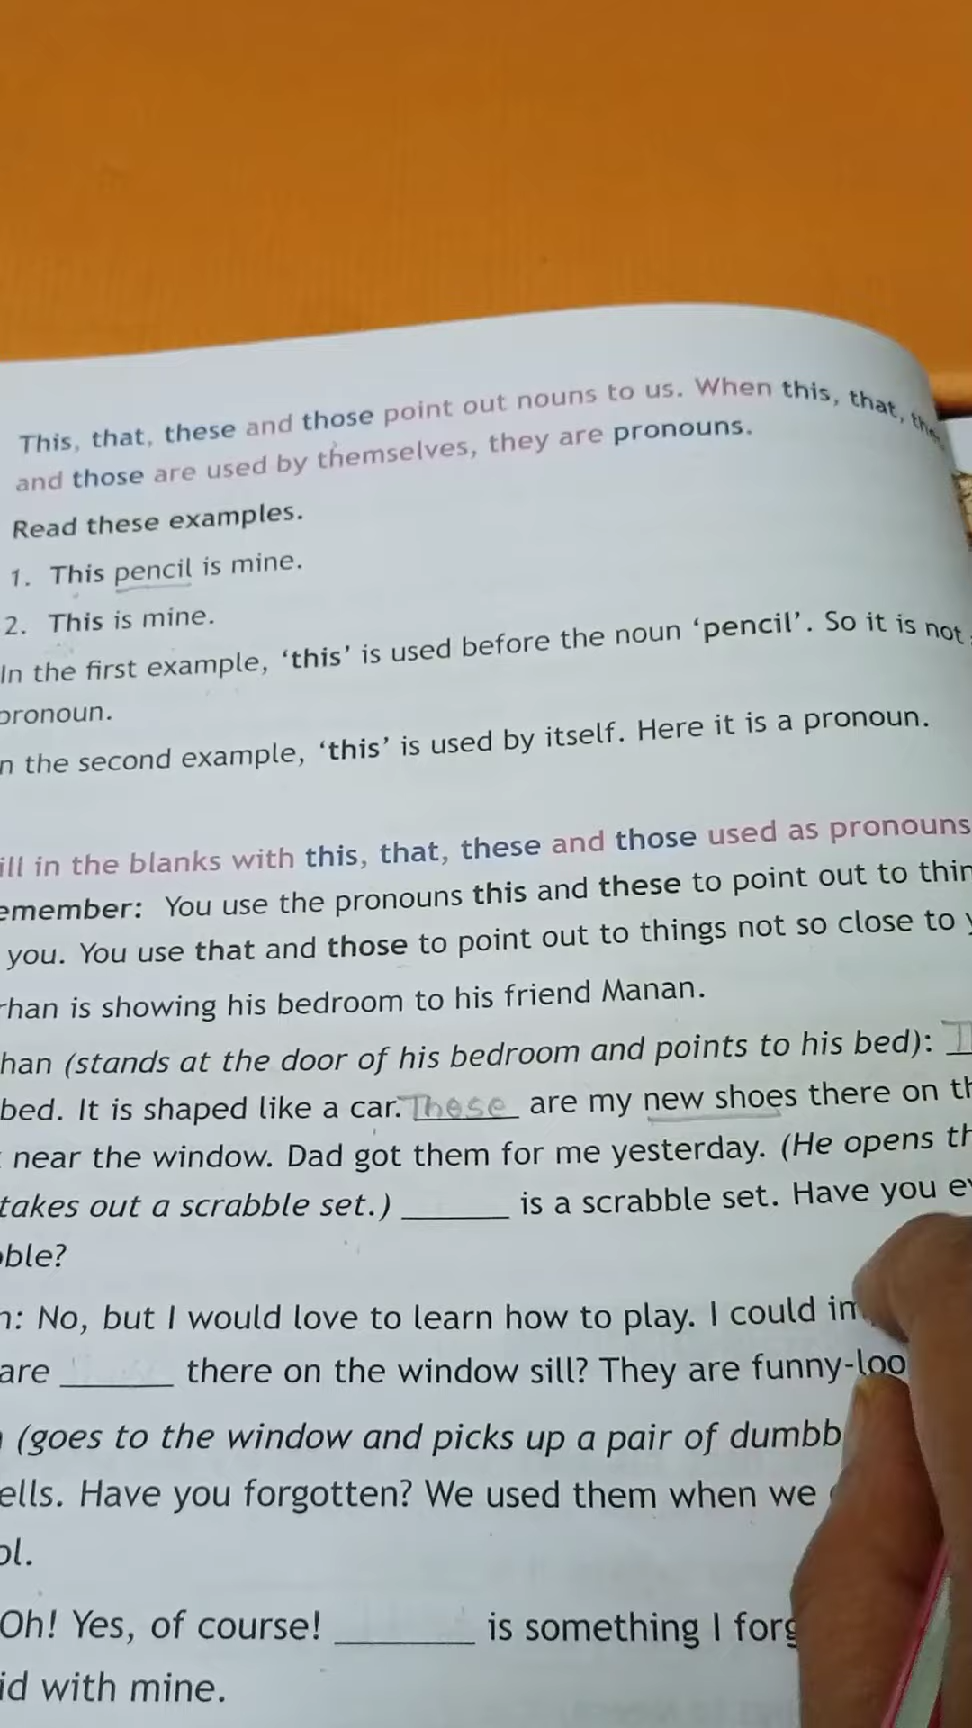 This, that, these and those point out nouns to us. When this, that,
and those are used by themselves, they are pronouns.
Read these examples.
1. This pencil is mine.
2. This is mine.
In the first example, ‘this’ is used before the noun ‘pencil’. So it is not
pronoun.
n the second example, ‘this’ is used by itself. Here it is a pronoun.
ill in the blanks with this, that, these and those used as pronouns
emember: You use the pronouns this and these to point out to thin
you. You use that and those to point out to things not so close to
rhan is showing his bedroom to his friend Manan.
han (stands at the door of his bedroom and points to his bed):
bed. It is shaped like a car. These are my new shoes there on th
near the window. Dad got them for me yesterday. (He opens th
takes out a scrabble set.) ______ is a scrabble set. Have you ev
ble?
n: No, but I would love to learn how to play. I could im
are ______ there on the window sill? They are funny-loo
(goes to the window and picks up a pair of dumbb
ells. Have you forgotten? We used them when we
ol.
Oh! Yes, of course! ______ is something I forg
id with mine.